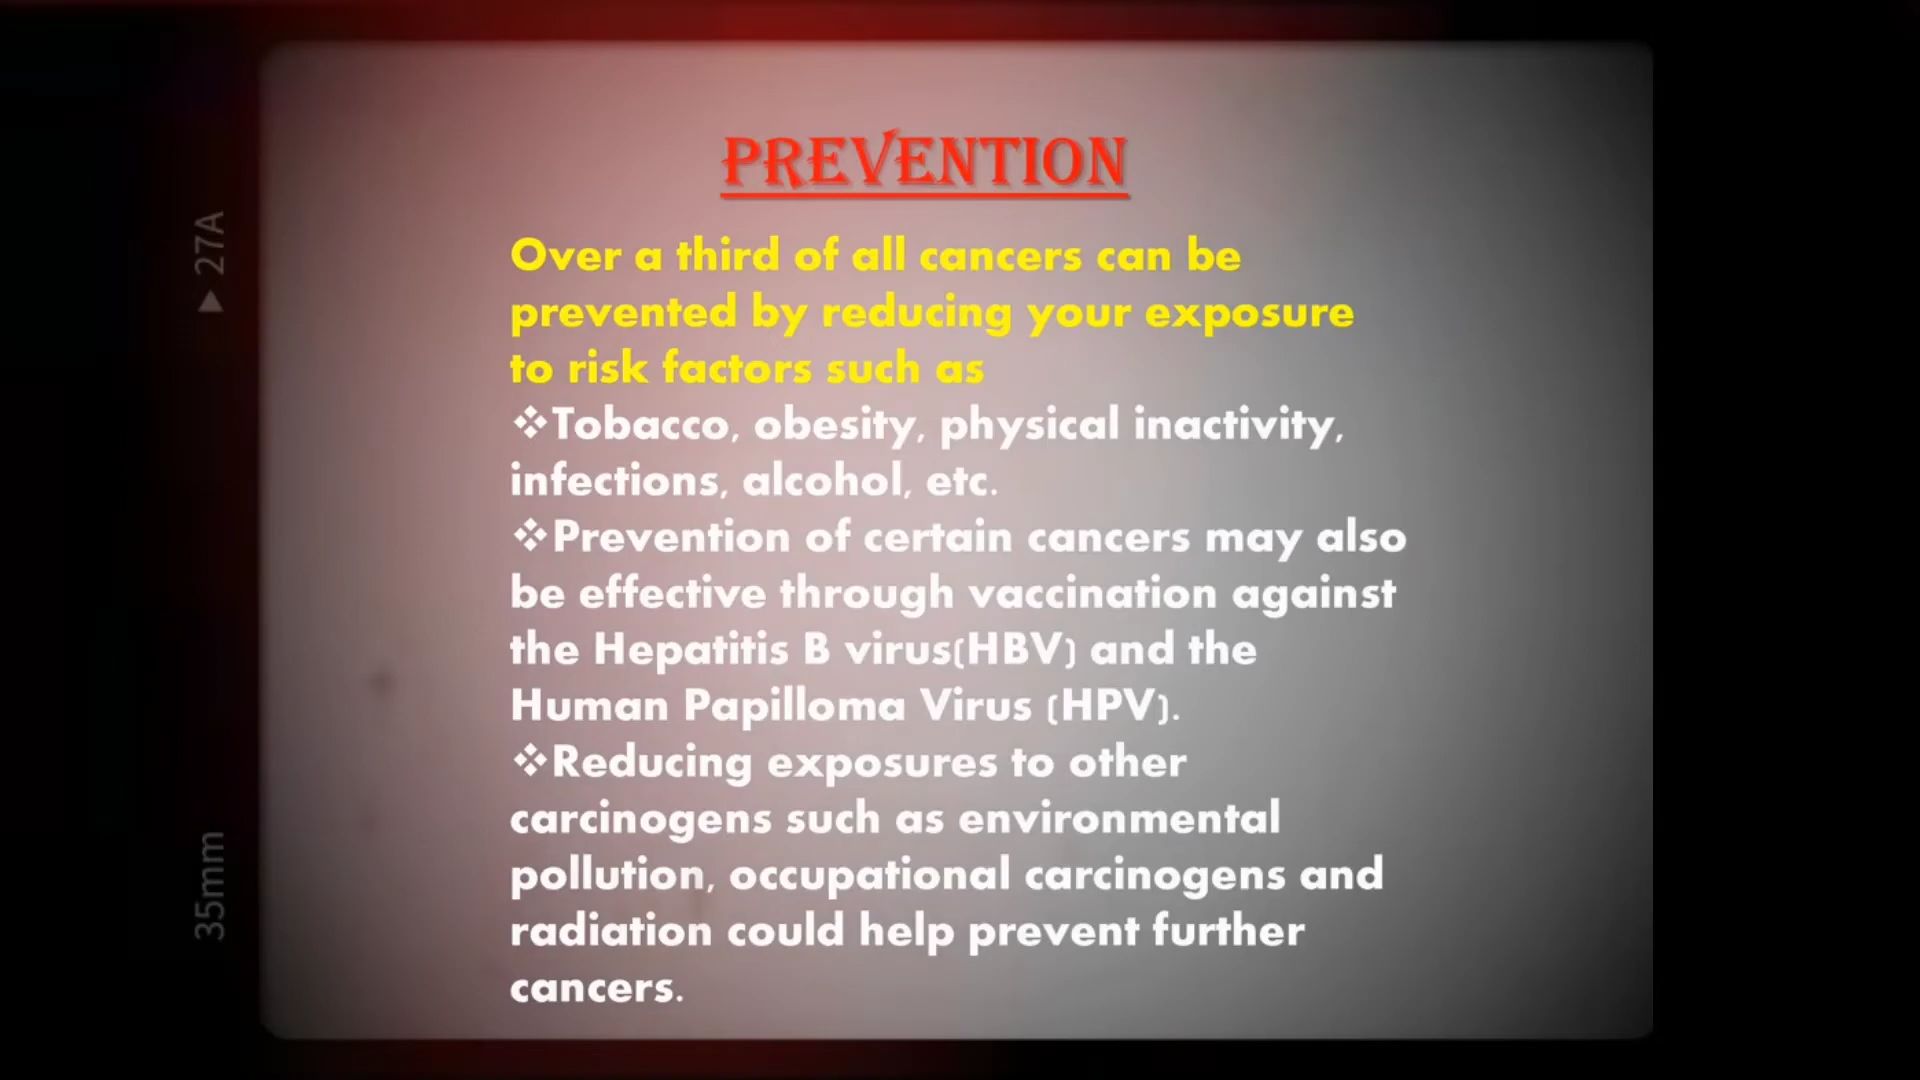 PREVENTION
Over a third of all cancers can be
prevented by reducing your exposure
to risk factors such as
❖Tobacco, obesity, physical inactivity,
infections, alcohol, etc.
❖Prevention of certain cancers may also
be effective through vaccination against
the Hepatitis B virus(HBV) and the
Human Papilloma Virus (HPV).
❖Reducing exposures to other
carcinogens such as environmental
pollution, occupational carcinogens and
radiation could help prevent further
cancers.
▶ 27A
35mm